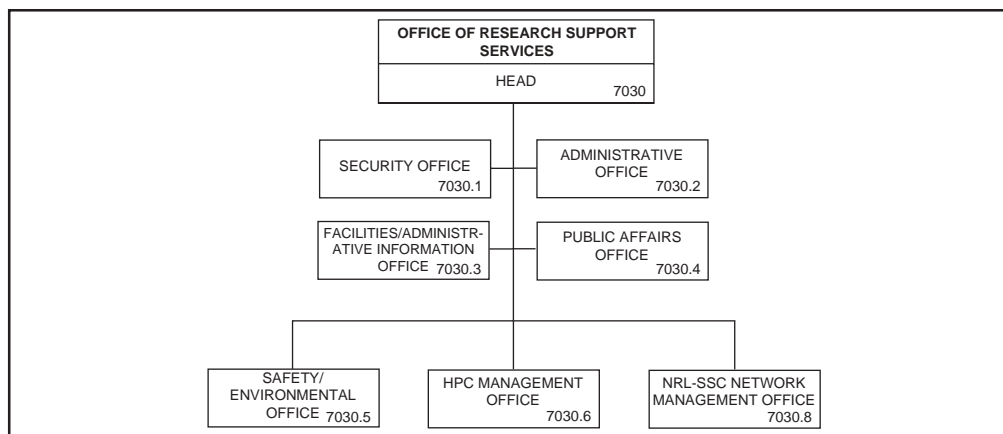 OFFICE OF RESEARCH SUPPORT
SERVICES
HEAD
7030
SECURITY OFFICE
7030.1
ADMINISTRATIVE
OFFICE
7030.2
FACILITIES/ADMINISTR-
ATIVE INFORMATION
OFFICE 7030.3
PUBLIC AFFAIRS
OFFICE
7030.4
SAFETY/
ENVIRONMENTAL
OFFICE 7030.5
HPC MANAGEMENT
OFFICE
7030.6
NRL-SSC NETWORK
MANAGEMENT OFFICE
7030.8